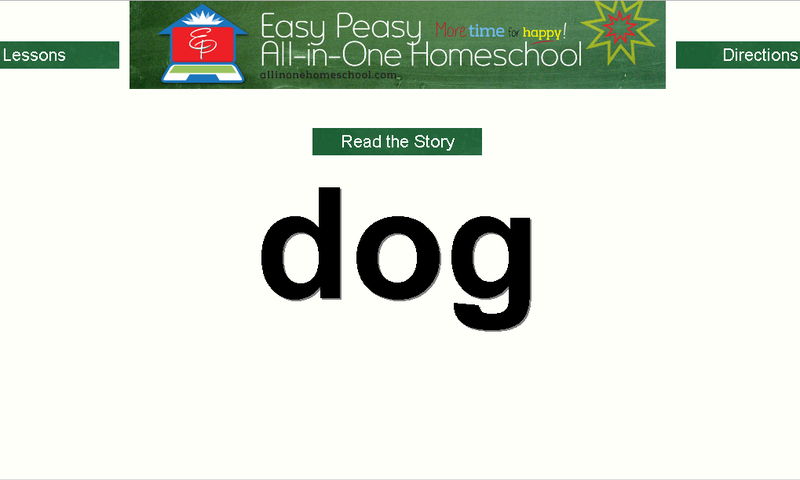 Lessons
EP
Easy Peasy
All-in-One Homeschool
More time for happy!
allinonehomeschool.com
Directions
Read the Story
dog